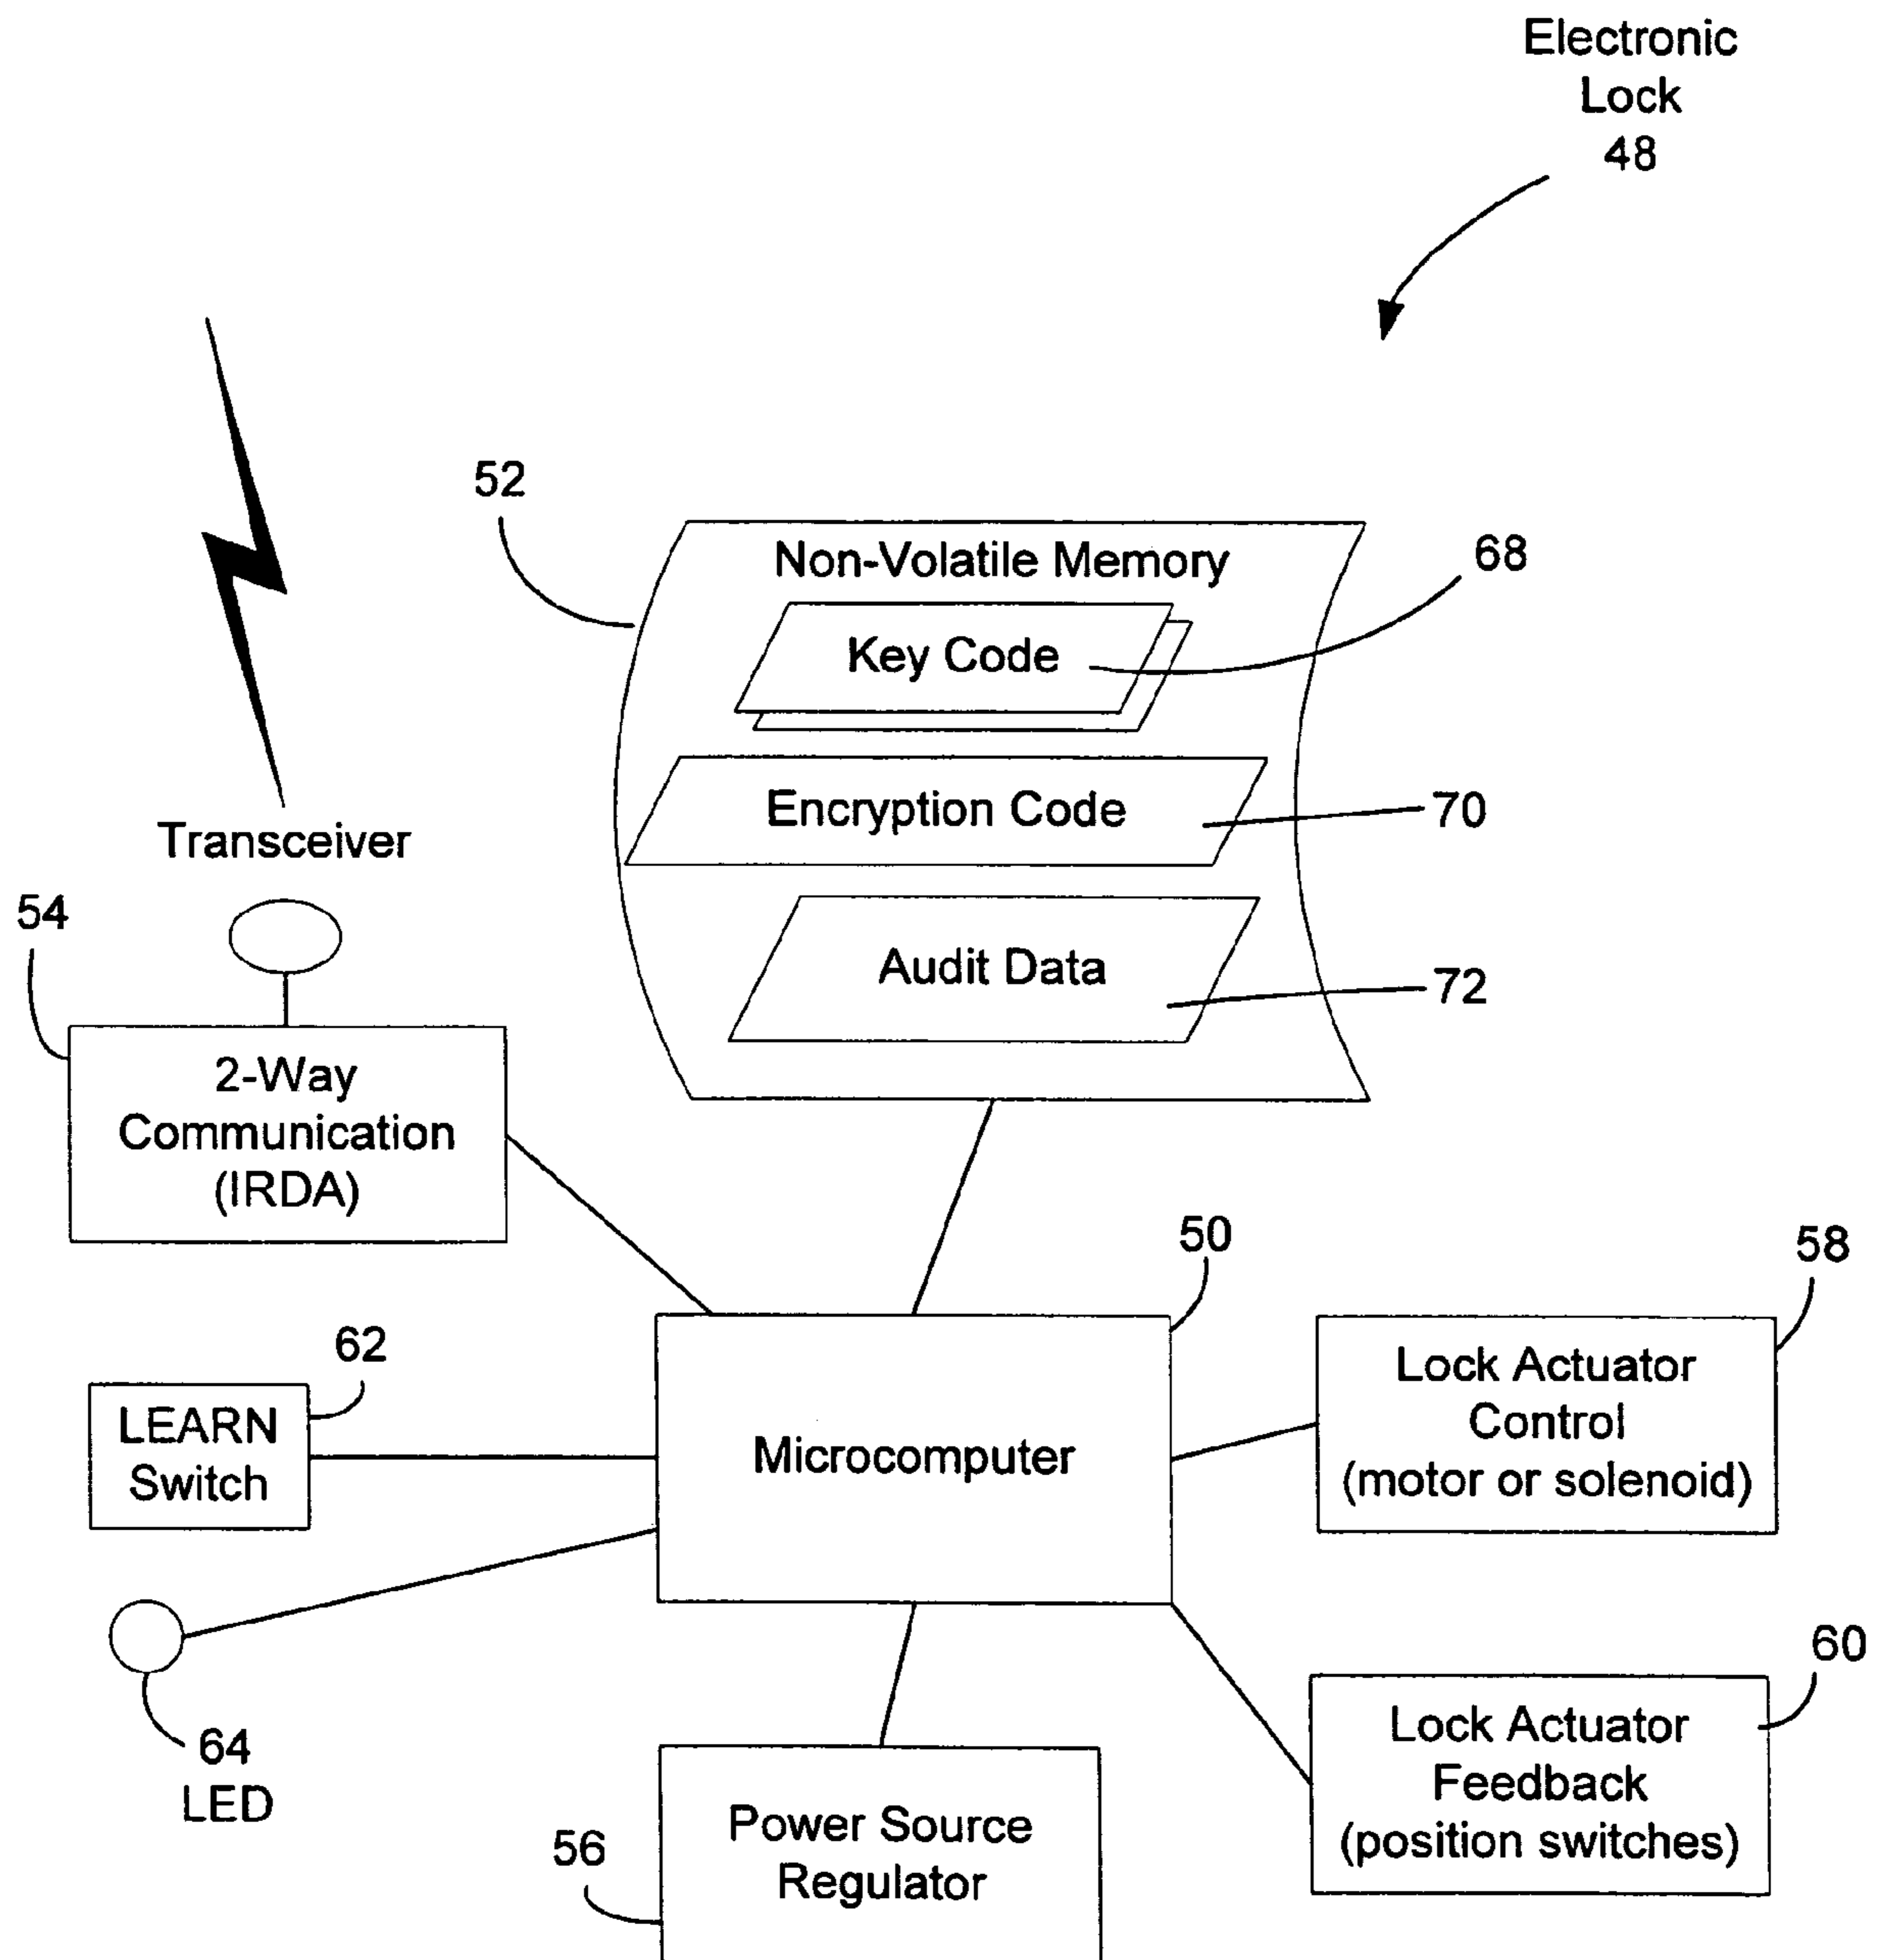 Electronic
Lock
48
52
Non-Volatile Memory
68
Key Code
Encryption Code
70
Transceiver
54
Audit Data
72
2-Way
Communication
(IRDA)
50
58
62
LEARN
Switch
Microcomputer
Lock Actuator
Control
(motor or solenoid)
60
64
LED
Lock Actuator
Feedback
(position switches)
56
Power Source
Regulator